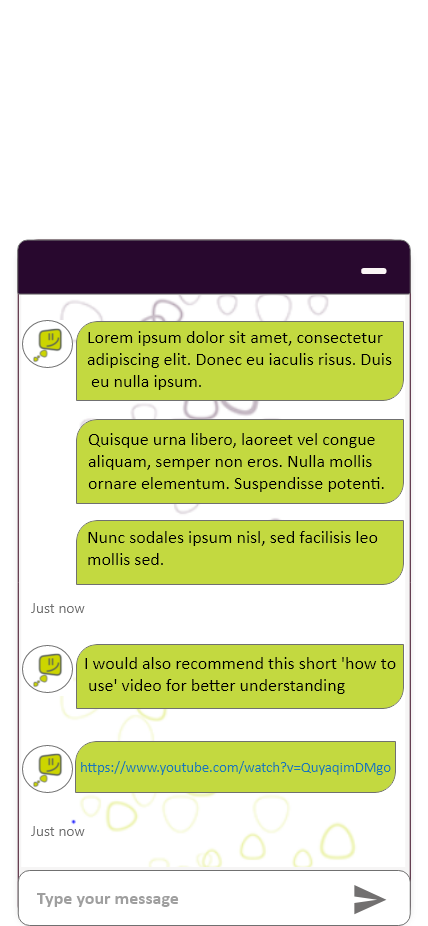 Lorem ipsum dolor sit amet, consectetur
adipiscing elit. Donec eu iaculis risus. Duis
eu nulla ipsum.
Quisque urna libero, laoreet vel congue
aliquam, semper non eros. Nulla mollis
ornare elementum. Suspendisse potenti.
Nunc sodales ipsum nisl, sed facilisis leo
mollis sed.
Just now
I would also recommend this short 'how to
use' video for better understanding
https://www.youtube.com/watch?v=QuyaqimDMgo
Just now
Type your message